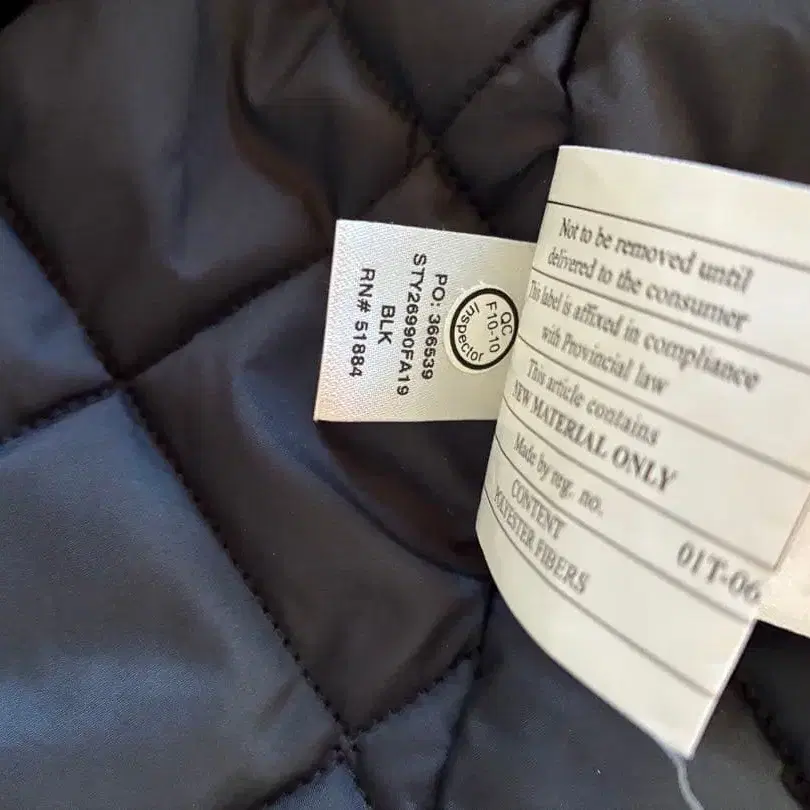 PO: 366539
STY26990FA19
BLK
RN# 51884
QC
F10-10
Inspector
Not to be removed until
delivered to the consumer
This label is affixed in compliance
with Provincial law
This article contains
NEW MATERIAL ONLY
Made by reg. no.
01T-06
CONTENT
POLYESTER FIBERS